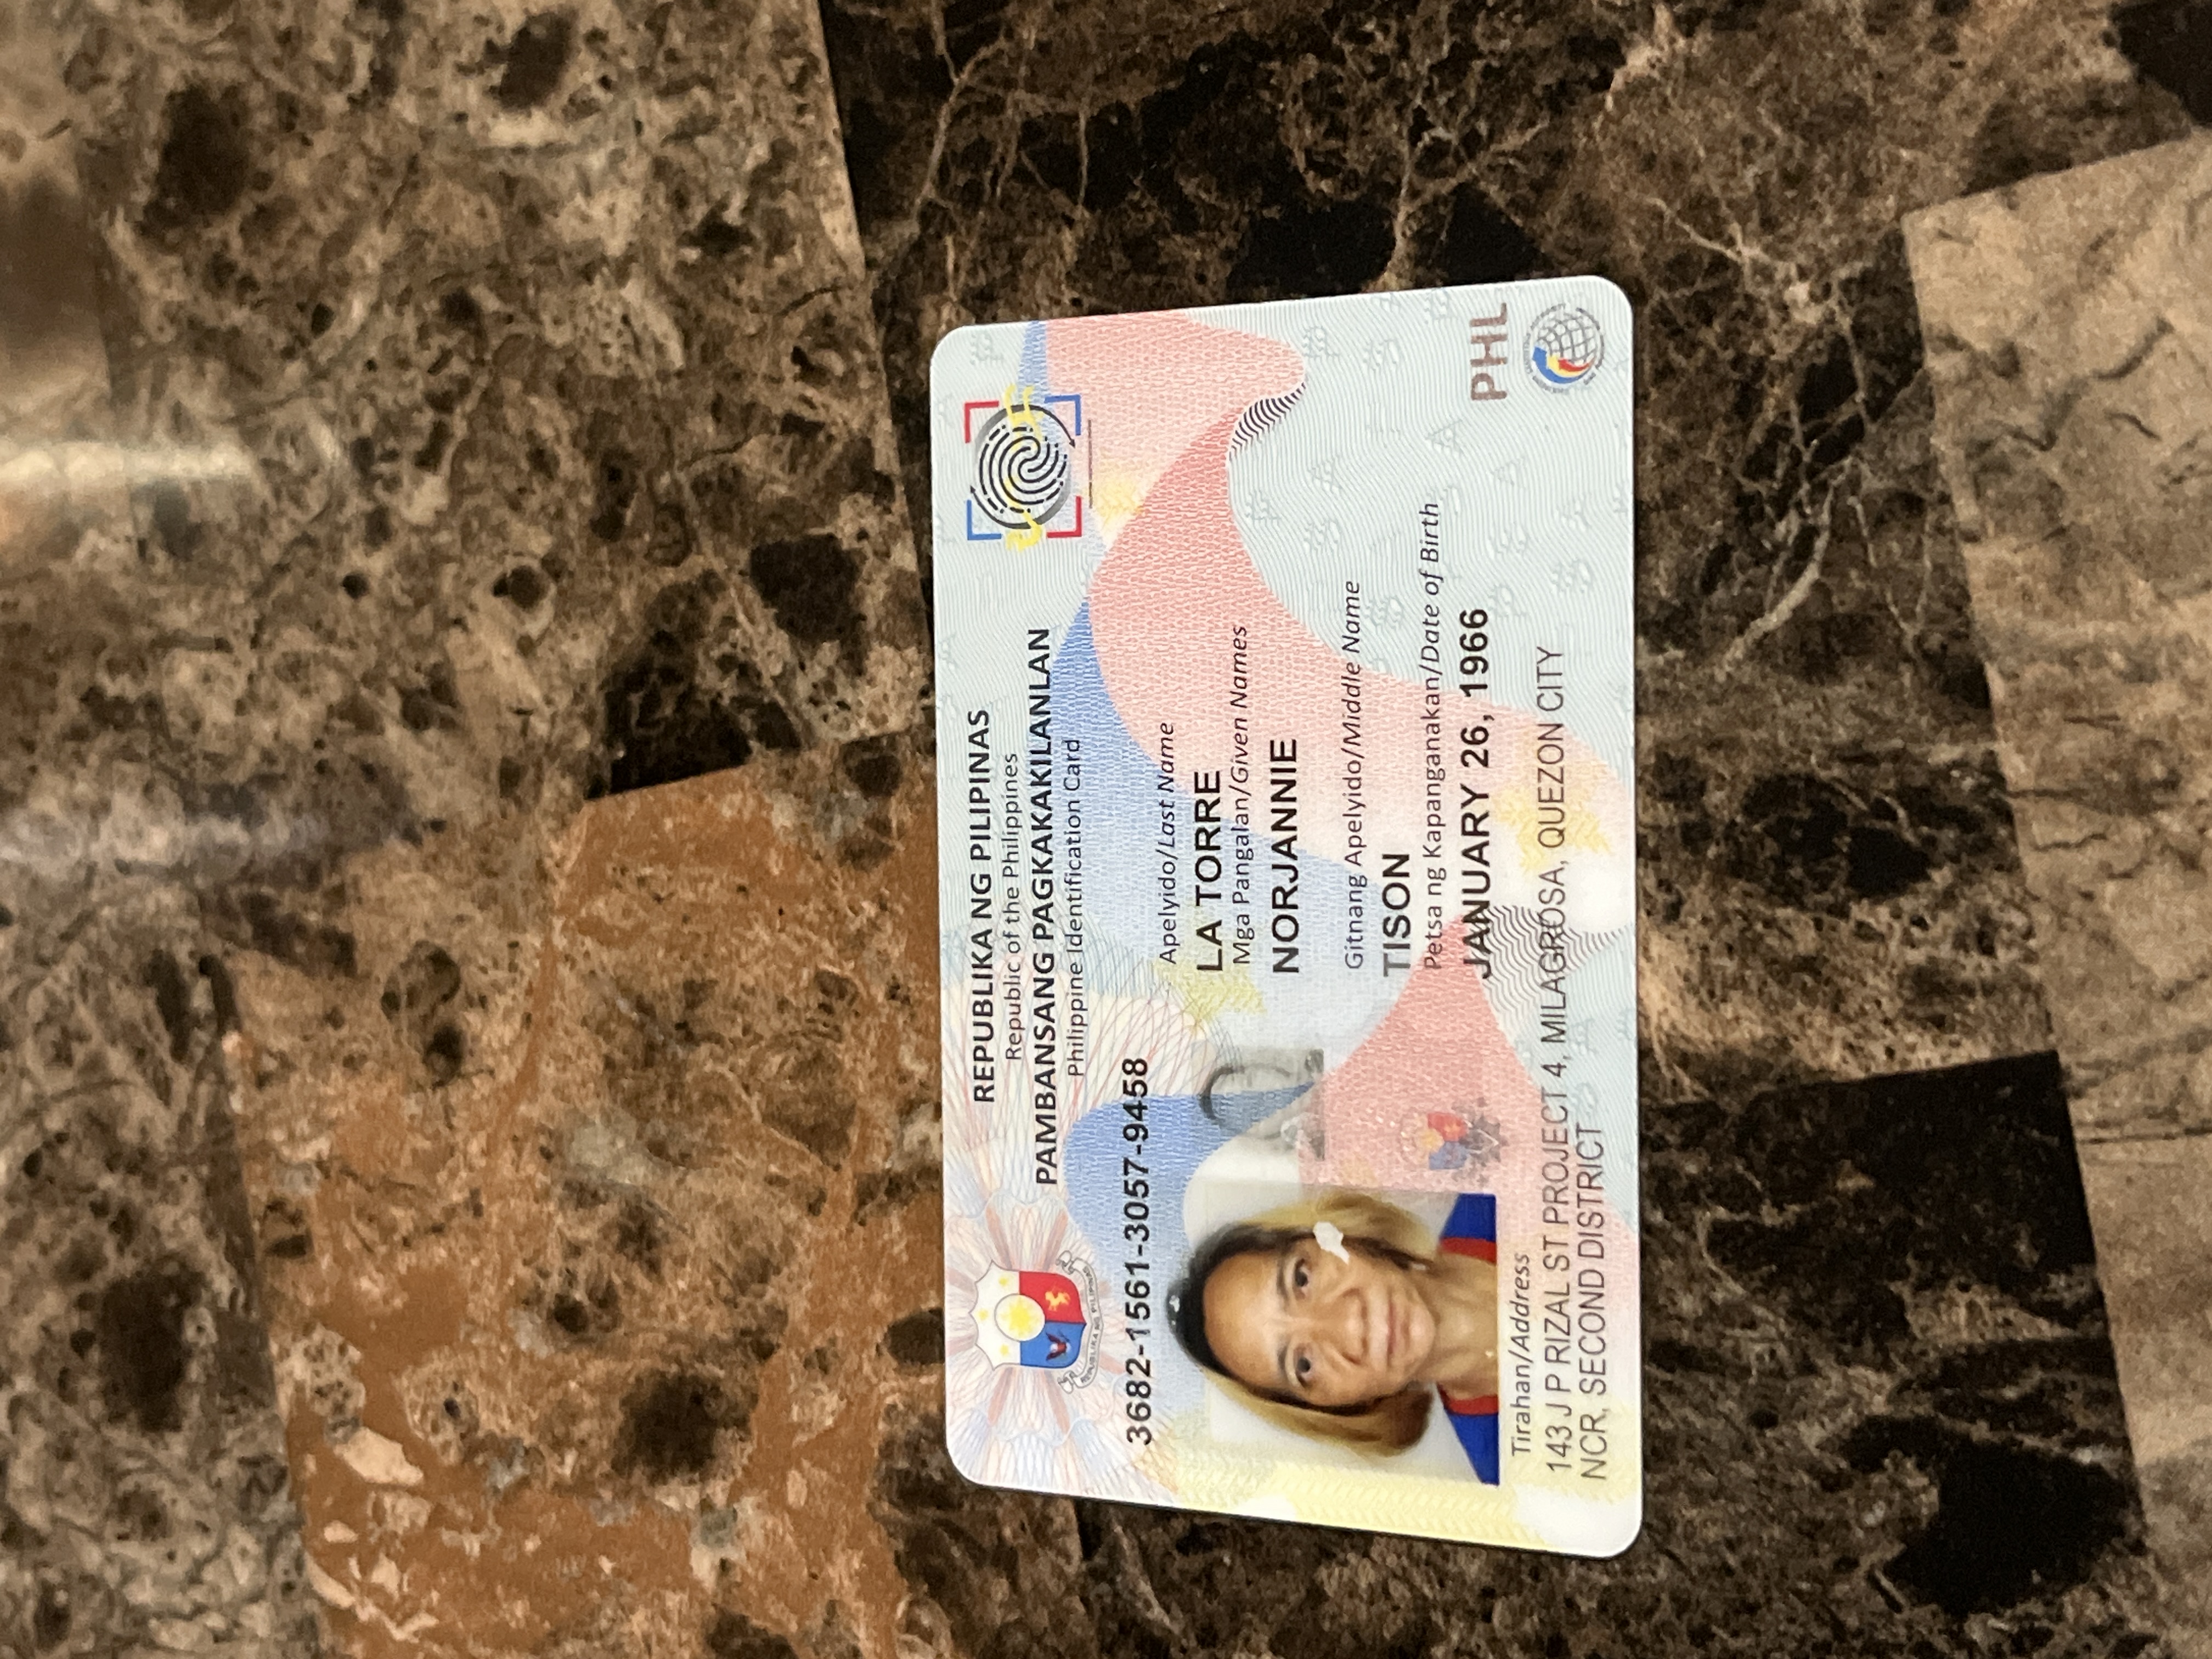 REPUBLIKA NG PILIPINAS
Republic of the Philippines
PAMBANSANG PAGKAKAKILANLAN
Philippine Identification Card
REPUBLIKA NG PILIPINAS
3682-1561-3057-9458
Apelyido/Last Name
LA TORRE
Mga Pangalan/Given Names
NORJANNIE
Gitnang Apelyido/Middle Name
TISON
Petsa ng Kapanganakan/Date of Birth
JANUARY 26, 1966
PHL
Tirahan/Address
143 J P RIZAL ST PROJECT 4, MILAGROSA, QUEZON CITY
NCR, SECOND DISTRICT